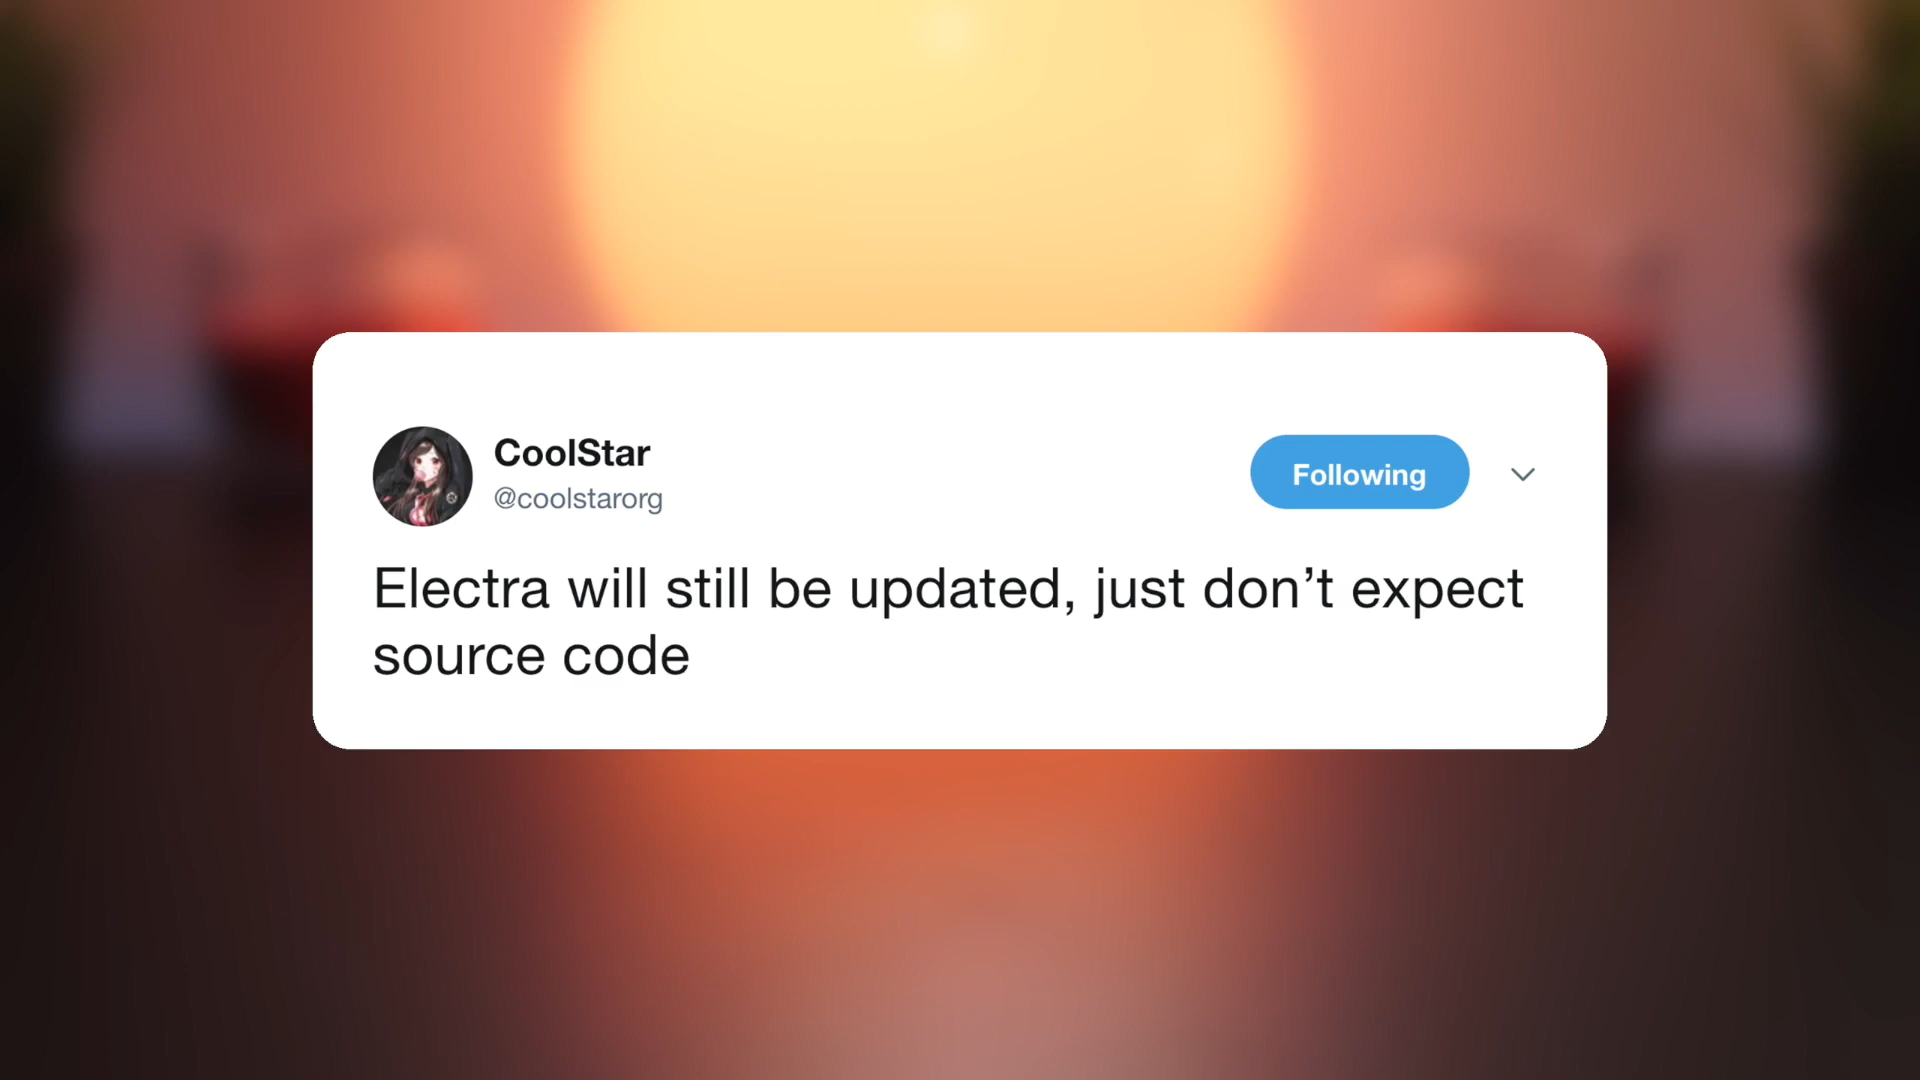 CoolStar
@coolstarorg
Following
Electra will still be updated, just don’t expect
source code